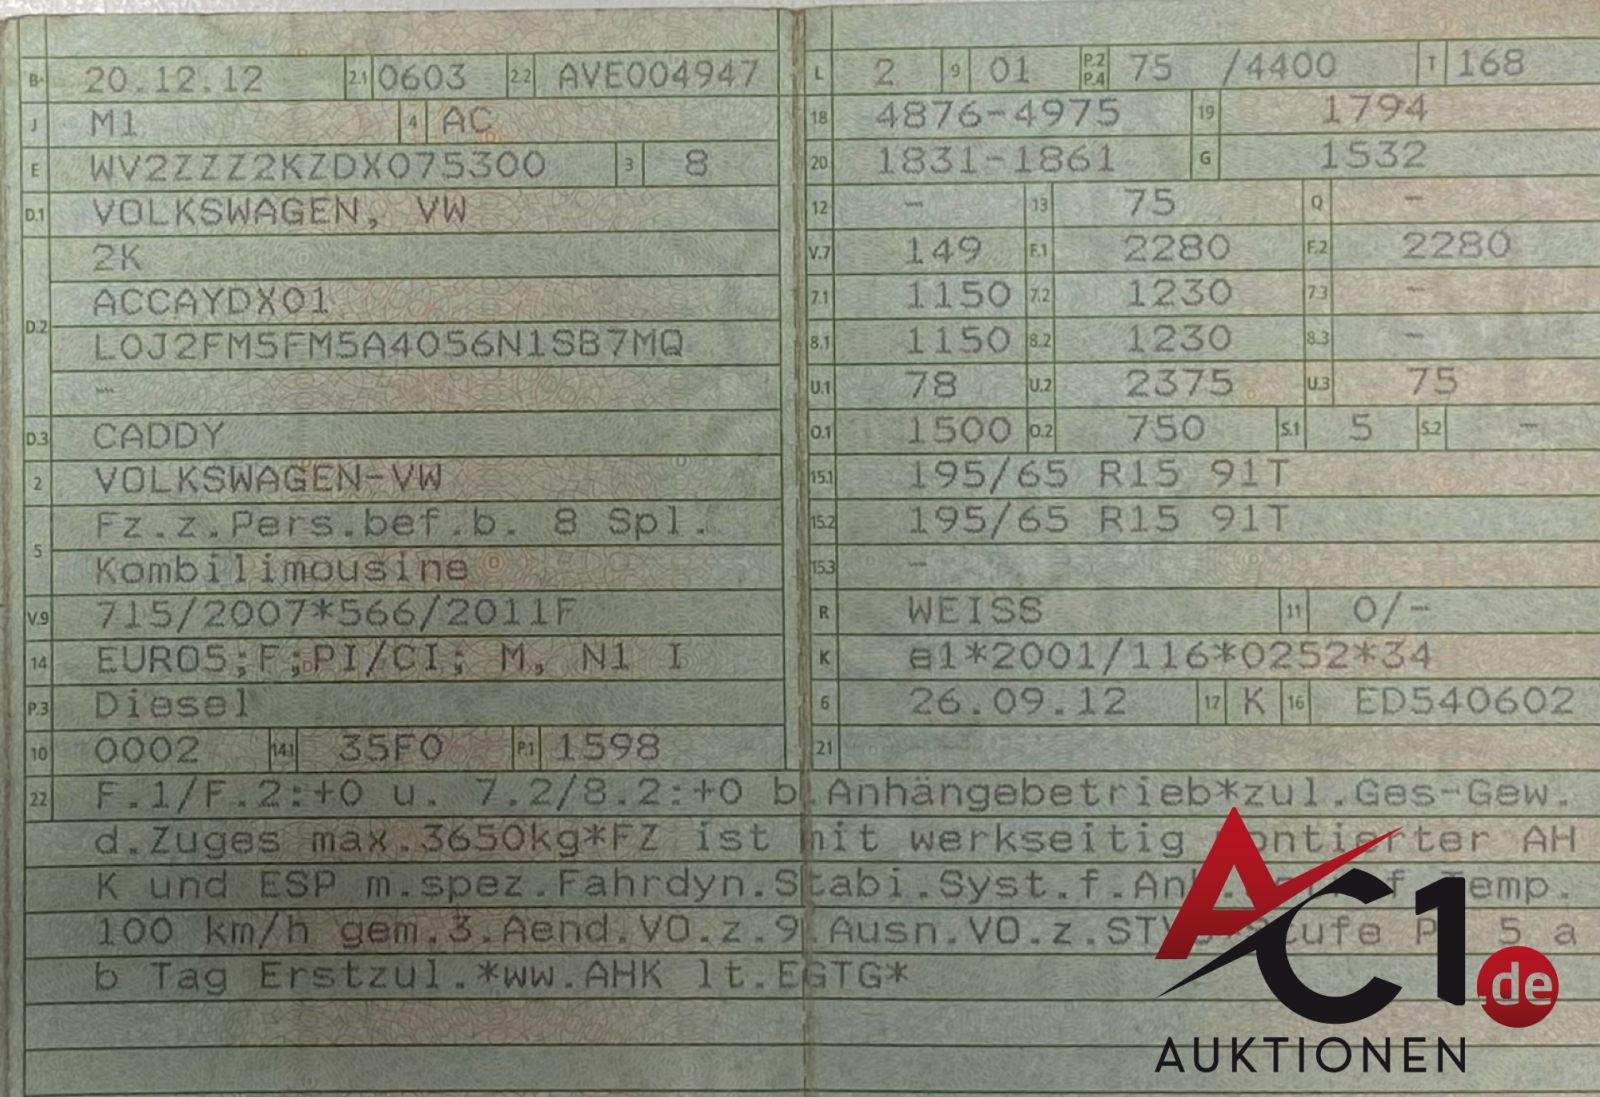 B 20.12.12 2.1 0603 2.2 AVE004947
J M1 4 AC
E WV2ZZZ2KZDX075300 3 8
D.1 VOLKSWAGEN, VW
2K
ACCAYDX01
D.2
L0J2FM5FM5A4056N1SB7MQ
—
D.3 CADDY
2 VOLKSWAGEN-VW
Fz.z.Pers.bef.b. 8 Spl.
5
Kombilimousine
V.9 715/2007*566/2011F
14 EURO5;F;PI/CI; M, N1 I
P.3 Diesel
10 0002 14.1 35F0 P.1 1598
L 2 9 01 P.2 P.4 75 /4400 T 168
18 4876-4975 19 1794
20 1831-1861 G 1532
12 – 13 75 Q –
V.7 149 F.1 2280 F.2 2280
7.1 1150 7.2 1230 7.3 –
8.1 1150 8.2 1230 8.3 –
U.1 78 U.2 2375 U.3 75
O.1 1500 O.2 750 S.1 5 S.2 –
15.1 195/65 R15 91T
15.2 195/65 R15 91T
15.3 –
R WEISS 11 0/–
K e1*2001/116*0252*34
6 26.09.12 17 K 16 ED540602
21
22 F.1/F.2:+0 u. 7.2/8.2:+0 b.Anhängebetrieb*zul.Ges-Gew.
d.Zuges max.3650kg*FZ ist mit werkseitig montierter AH
K und ESP m.spez.Fahrdyn.Stabi.Syst.f. Temp.
100 km/h gem.3.Aend.VO.z.9.Ausn.VO.z. 5 a
b Tag Erstzul.*ww.AHK lt.EGTG*
AC1.de
AUKTIONEN